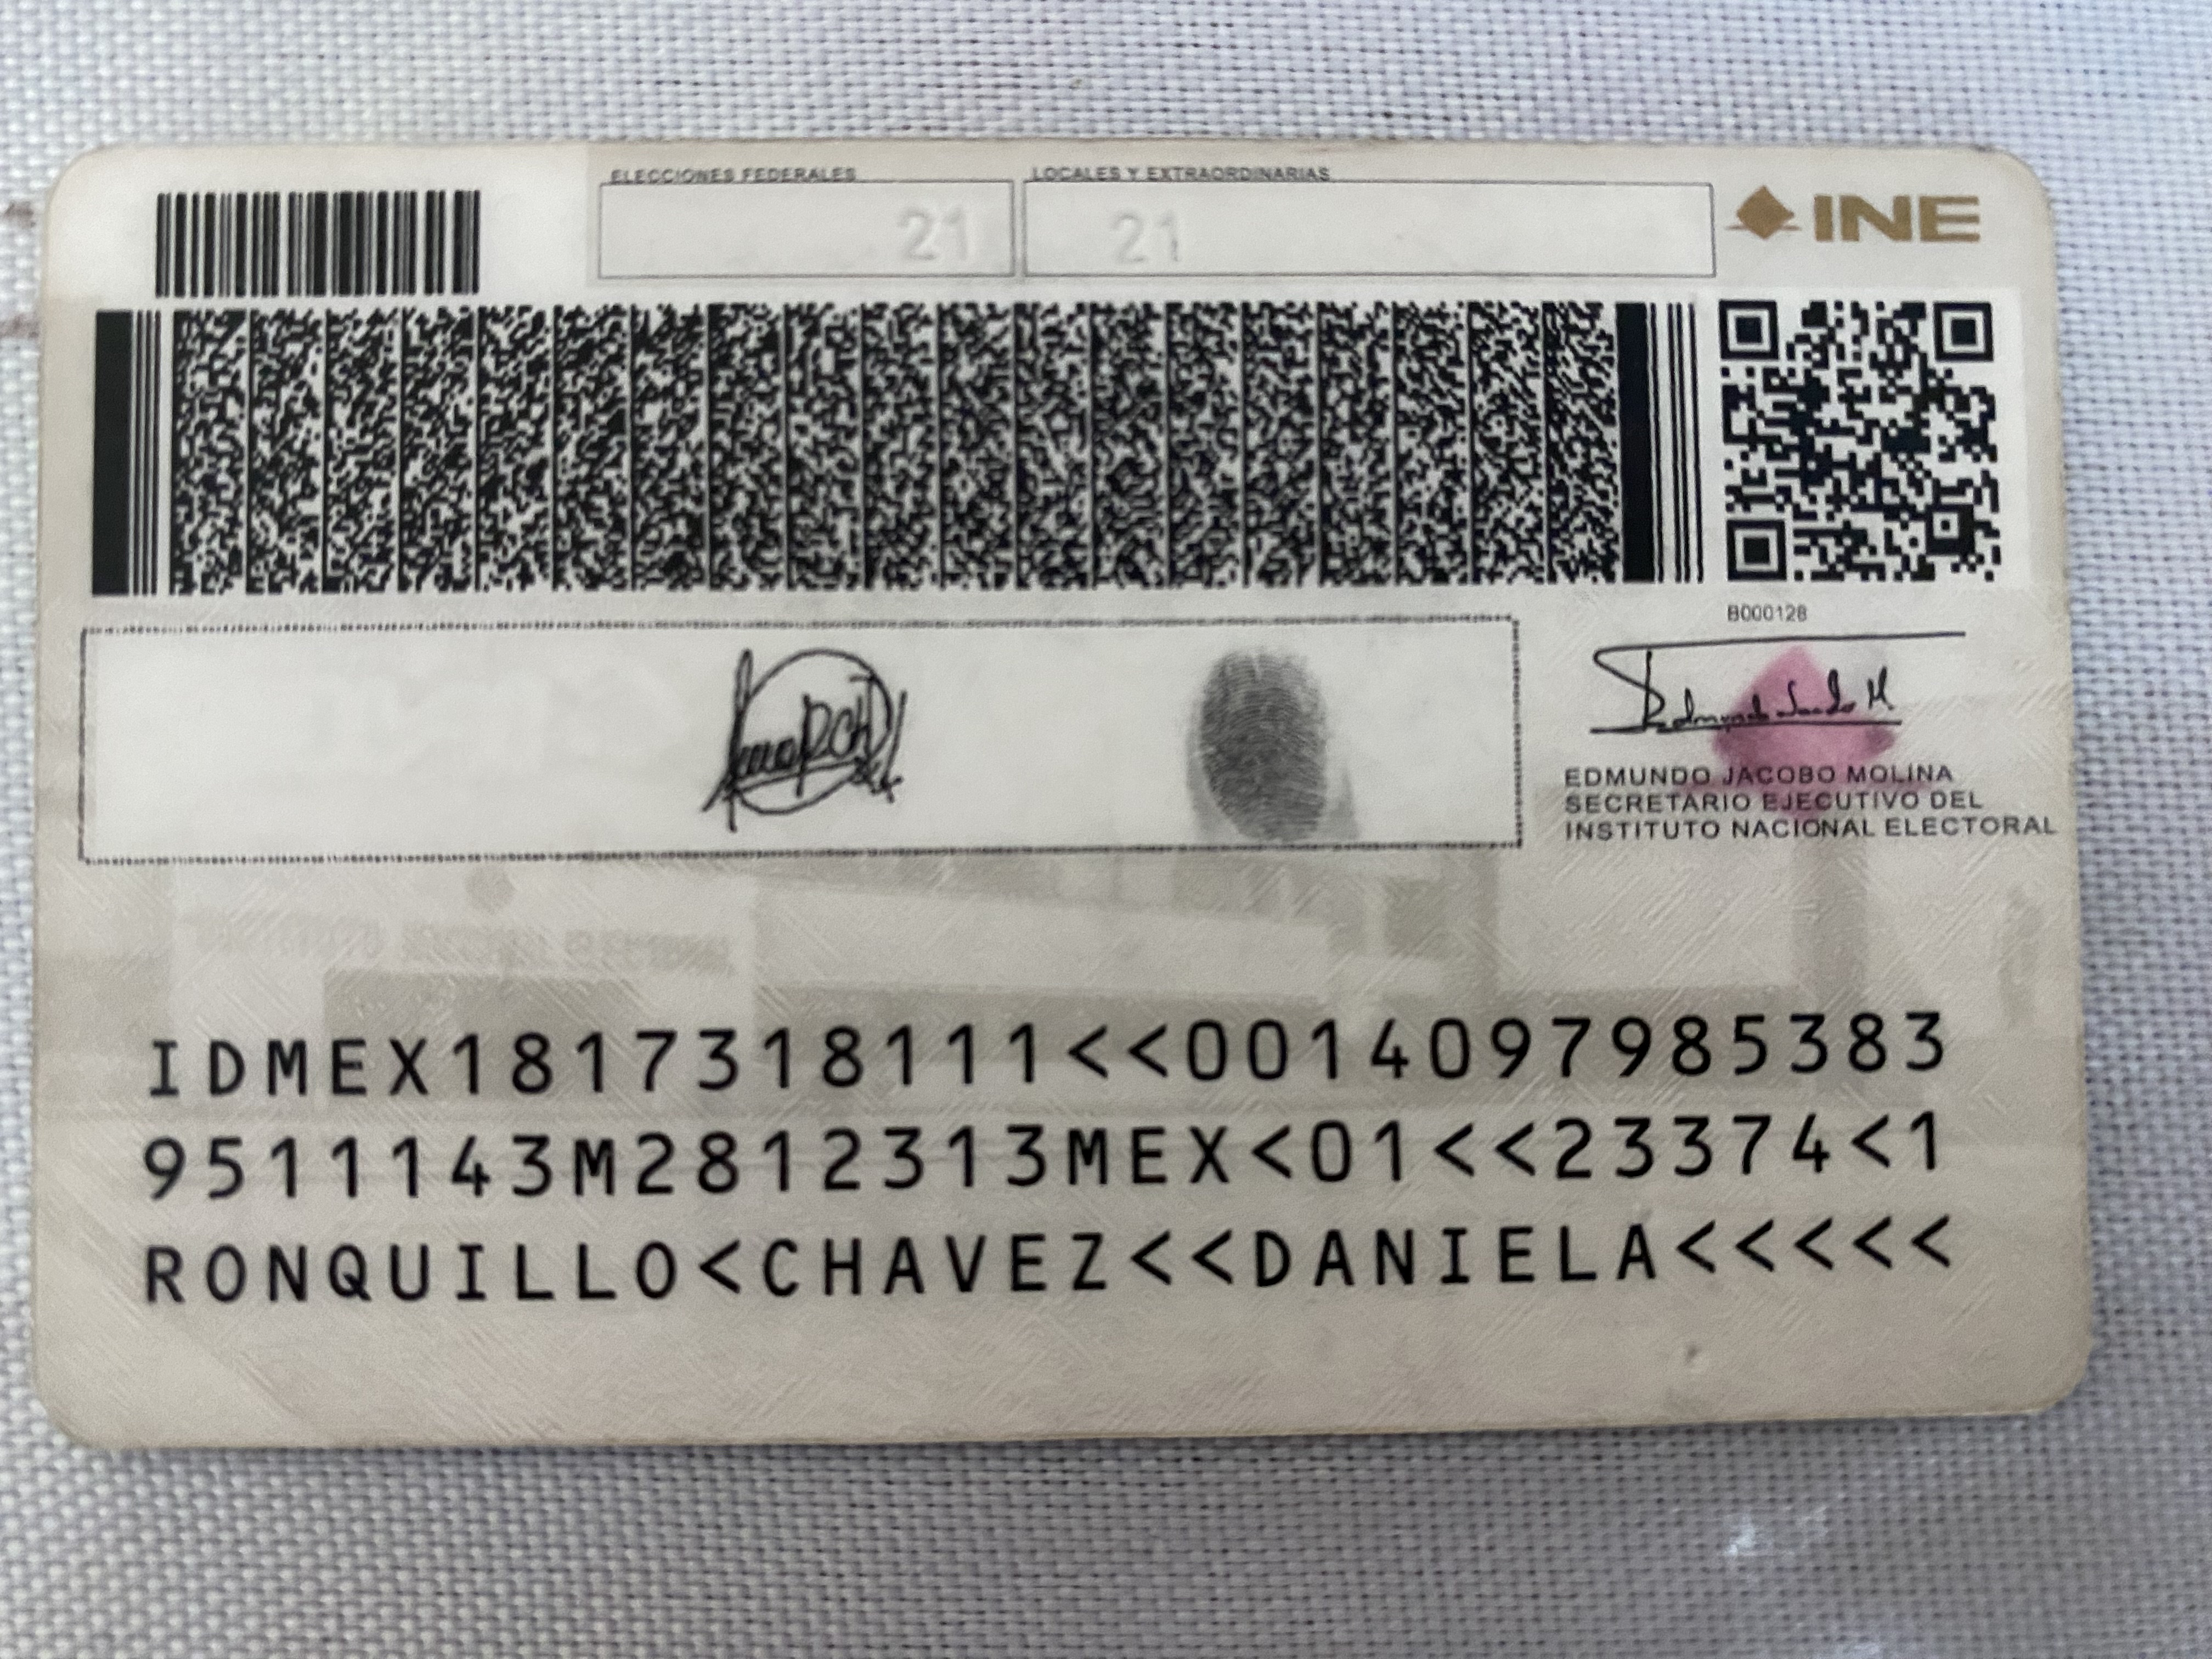 ELECCIONES FEDERALES
LOCALES Y EXTRAORDINARIAS
21
21
INE
B000128
EDMUNDO JACOBO MOLINA
SECRETARIO EJECUTIVO DEL
INSTITUTO NACIONAL ELECTORAL
IDMEX1817318111<<0014097985383
9511143M2812313MEX<01<<23374<1
RONQUILLO<CHAVEZ<<DANIELA<<<<<